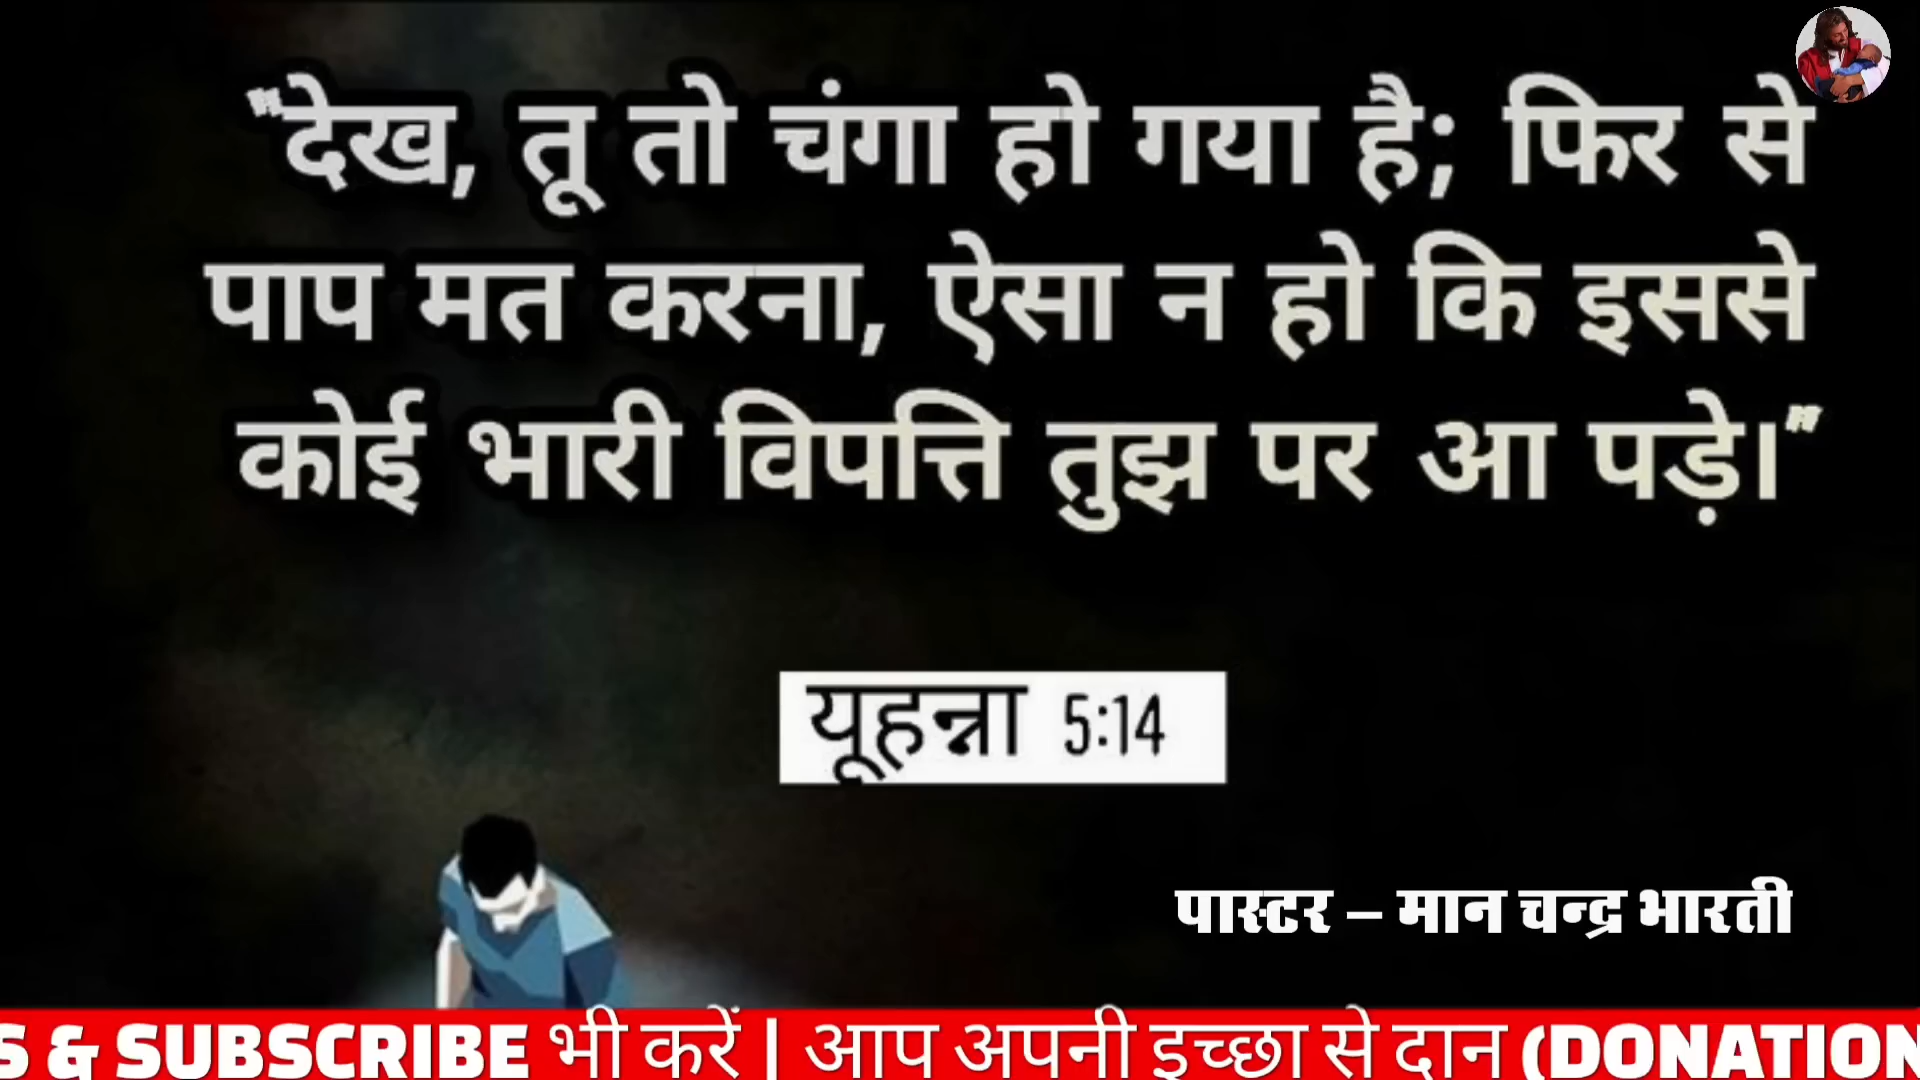 "देख, तू तो चंगा हो गया है; फिर से
पाप मत करना, ऐसा न हो कि इससे
कोई भारी विपत्ति तुझ पर आ पड़े।"
यूहन्ना 5:14
पास्टर – मान चन्द्र भारती
S & SUBSCRIBE भी करें | आप अपनी इच्छा से दान (DONATION